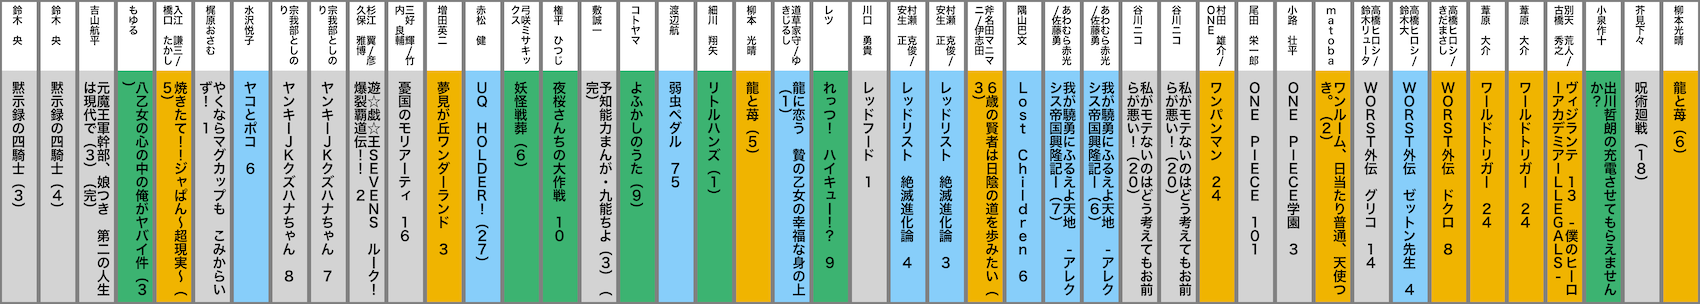 柳本光晴
龍と苺(6)
芥見下々
呪術廻戦(18)
小泉作十
出川哲朗の充電させてもらえません
か?
別天 荒人/
古橋 秀之
ヴィジランテ 13 -僕のヒーロ
ーアカデミアILLEGALS-
葦原 大介
ワールドトリガー 24
葦原 大介
ワールドトリガー 24
高橋ヒロシ/
きだまさし
WORST外伝 ドクロ 8
高橋ヒロシ/
鈴木大
WORST外伝 ゼットン先生 4
高橋ヒロシ/
鈴木リュータ
WORST外伝 グリコ 14
matoba
ワンルーム、日当たり普通、天使つ
き。(2)
小路 壮平
ONE PIECE学園 3
尾田 栄一郎
ONE PIECE 101
村田 雄介/
ONE
ワンパンマン 24
谷川ニコ
私がモテないのはどう考えてもお前
らが悪い!(20)
谷川ニコ
私がモテないのはどう考えてもお前
らが悪い!(20)
あわむら赤光
/佐藤勇
我が驍勇にふるえよ天地 -アレク
シス帝国興隆記ー(6)
あわむら赤光
/佐藤勇
我が驍勇にふるえよ天地 -アレク
シス帝国興隆記ー(7)
隅山巴文
Lost Children 6
斧名田マニマ
ニ/伊志田
6歳の賢者は日陰の道を歩みたい(
3)
村瀬 克俊/
安生 正
レッドリスト 絶滅進化論 3
村瀬 克俊/
安生 正
レッドリスト 絶滅進化論 4
川口 勇貴
レッドフード 1
レツ
れっつ! ハイキュー!? 9
道草家守/ゆ
きじるし
龍に恋う 贄の乙女の幸福な身の上
(1)
柳本 光晴
龍と苺(5)
細川 翔矢
リトルハンズ(1)
渡辺航
弱虫ペダル 75
コトヤマ
よふかしのうた(9)
敷誠一
予知能力まんが・九能ちよ(3)(
完)
権平 ひつじ
夜桜さんちの大作戦 10
弓咲ミサキッ
クス
妖怪戦葬(6)
赤松 健
UQ HOLDER!(27)
増田英二
夢見が丘ワンダーランド 3
三好 輝/竹
内 良輔
憂国のモリアーティ 16
杉江 翼/彦
久保 雅博
遊☆戯☆王SEVENS ルーク!
爆裂覇道伝!! 2
宗我部としの
り
ヤンキーJKクズハナちゃん 7
宗我部としの
り
ヤンキーJKクズハナちゃん 8
水沢悦子
ヤコとポコ 6
梶原おさむ
やくならマグカップも こみからい
ず! 1
入江 謙三/
橋口 たかし
焼きたて!!ジャぱん~超現実~(
5)
もゆる
八乙女の心の中の俺がヤバイ件(3
)
吉山航平
元魔王軍幹部、娘つき 第二の人生
は現代で(3)(完)
鈴木 央
黙示録の四騎士(4)
鈴木 央
黙示録の四騎士(3)